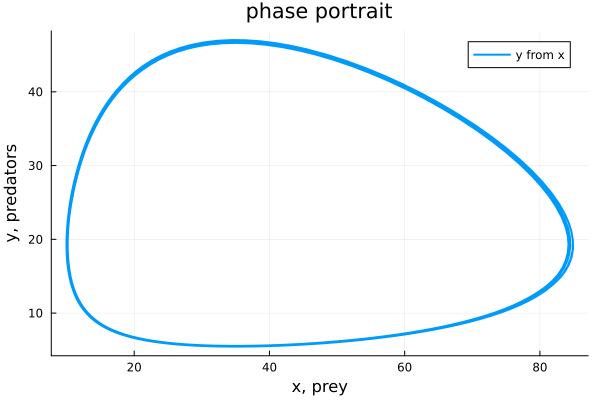 phase portrait
y from x
y, predators
40
30
20
10
20 40 60 80
x, prey